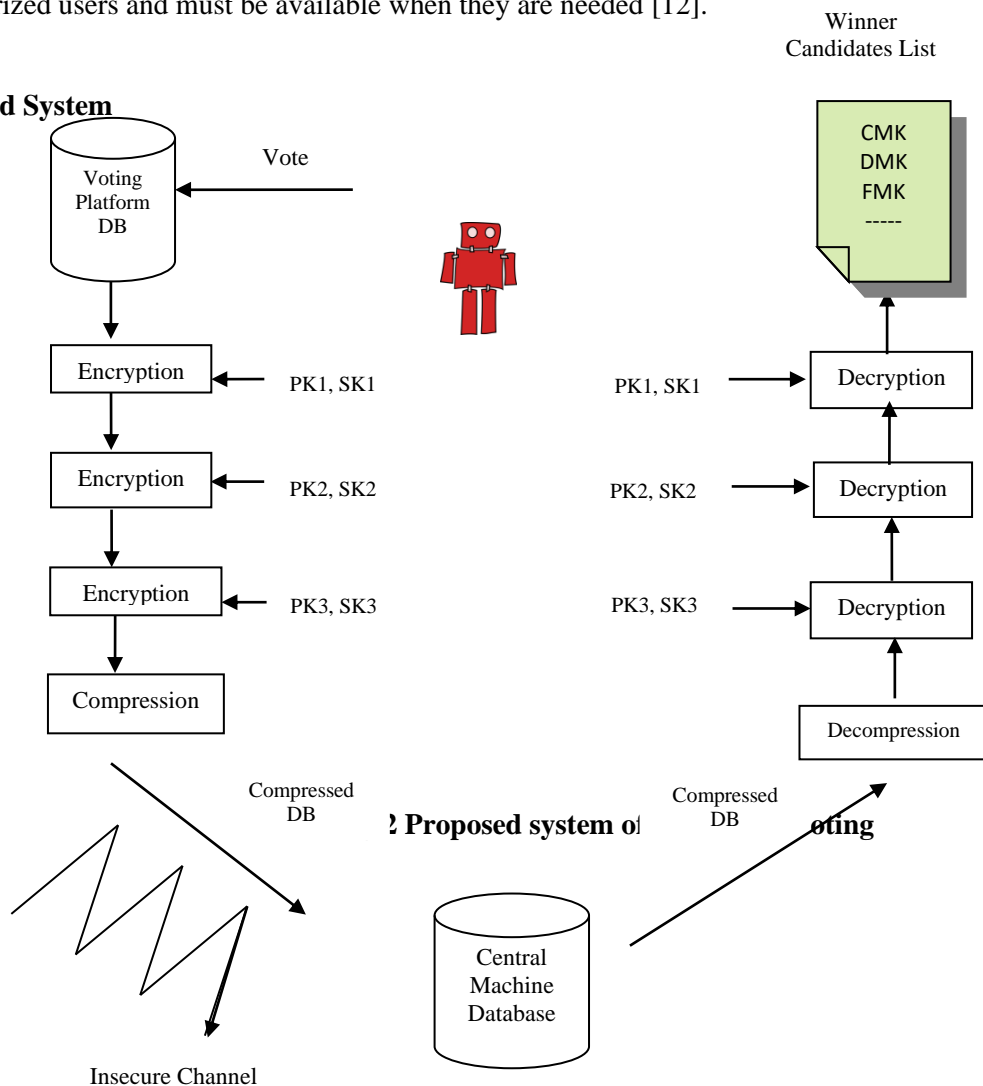 rized users and must be available when they are needed [12].
Winner
Candidates List
d System
CMK
DMK
FMK
-----
Voting
Platform
DB
Vote
Encryption
PK1, SK1
PK1, SK1
Decryption
Encryption
PK2, SK2
PK2, SK2
Decryption
Encryption
PK3, SK3
PK3, SK3
Decryption
Compression
Decompression
Compressed
DB
Compressed
DB
2 Proposed system of oting
Central
Machine
Database
Insecure Channel